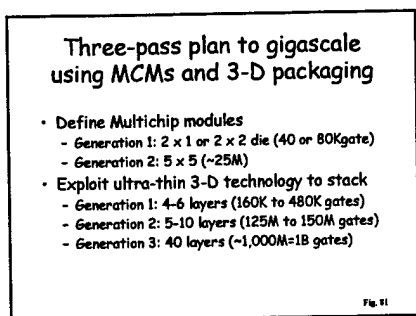 Three-pass plan to gigascale
using MCMs and 3-D packaging
• Define Multichip modules
– Generation 1: 2 x 1 or 2 x 2 die (40 or 80Kgate)
– Generation 2: 5 x 5 (~25M)
• Exploit ultra-thin 3-D technology to stack
– Generation 1: 4-6 layers (160K to 480K gates)
– Generation 2: 5-10 layers (125M to 150M gates)
– Generation 3: 40 layers (~1,000M=1B gates)
Fig. 51